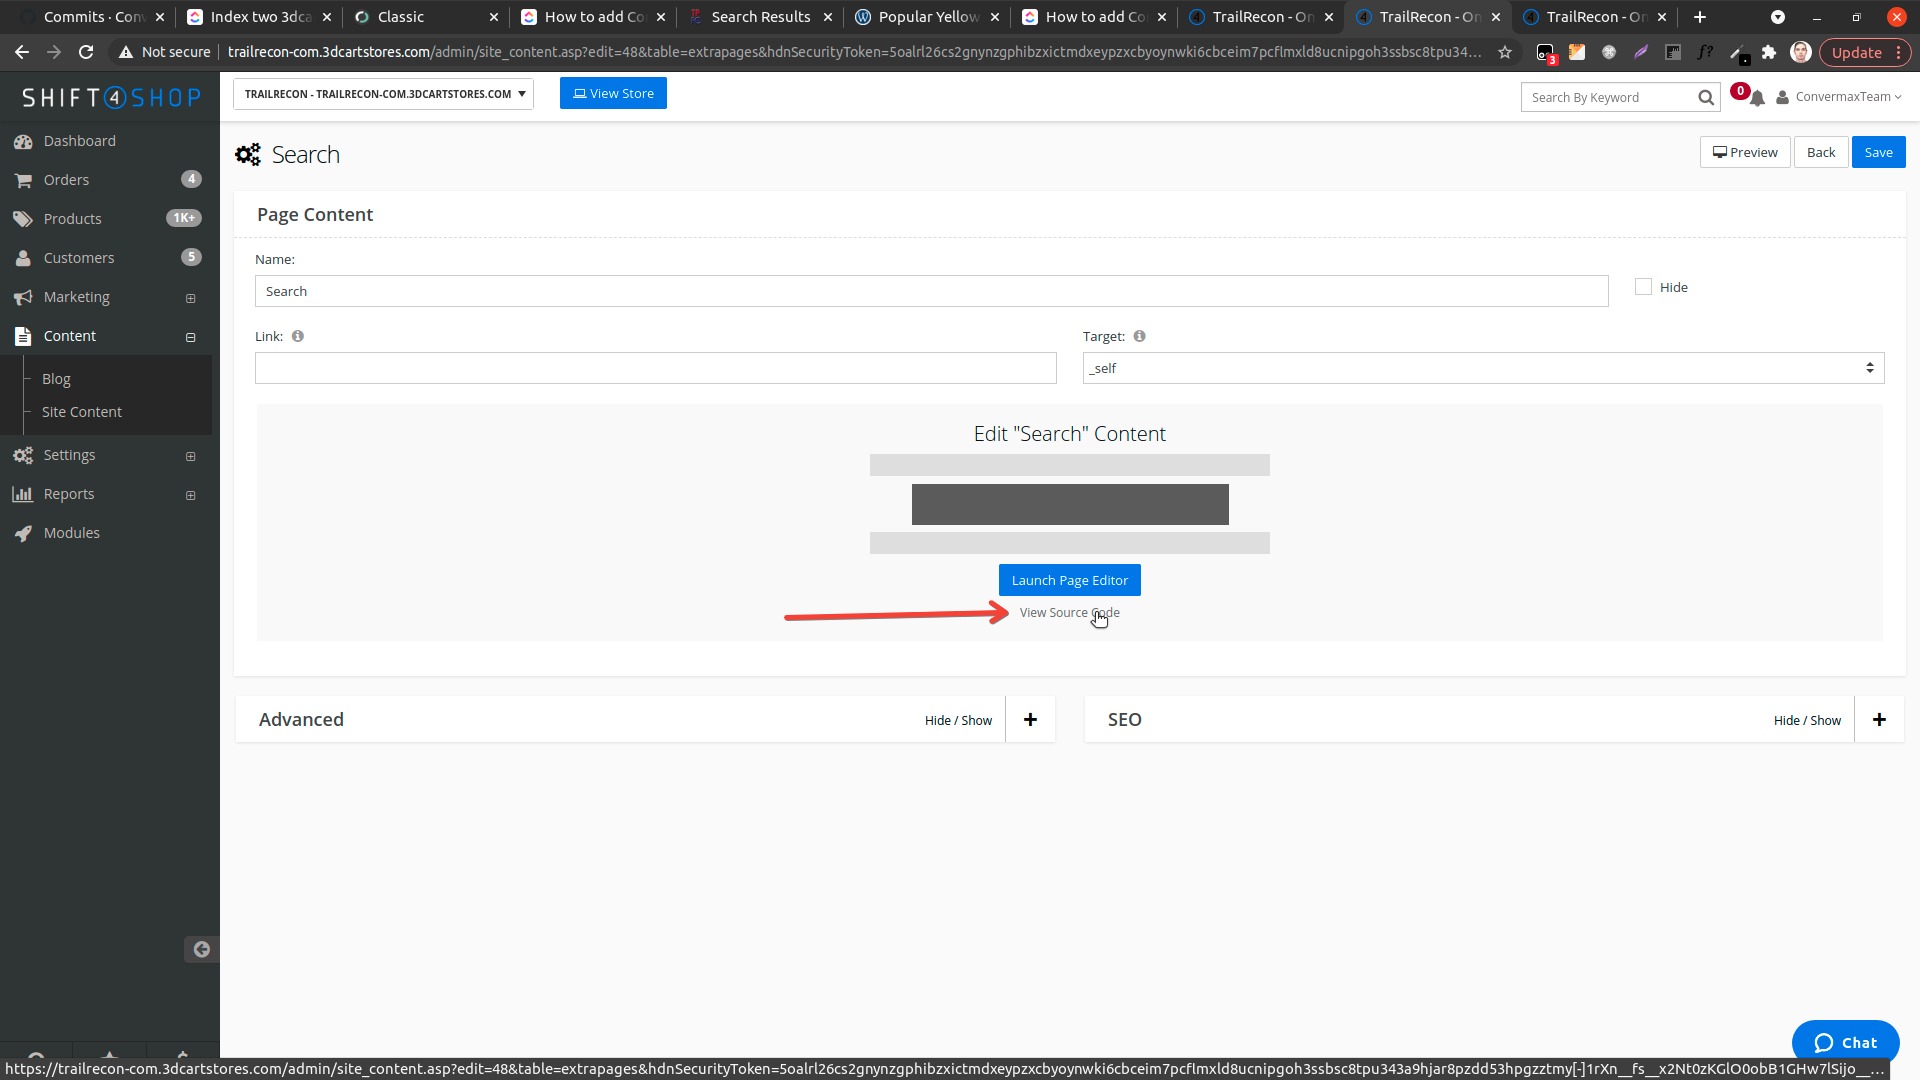 Commits · Conv
Index two 3dca
Classic
How to add Co
Search Results
Popular Yellow
How to add Co
TrailRecon - On
TrailRecon - On
TrailRecon - On
Not secure
trailrecon-com.3dcartstores.com/admin/site_content.asp?edit=48&table=extrapages&hdnSecurityToken=5oalrl26cs2gnynzgphibzxictmdxeypzxcbyoynwki6cbceim7pcflmxld8ucnipgoh3ssbsc8tpu34...
3
f?
Update
SHIFT4SHOP
TRAILRECON - TRAILRECON-COM.3DCARTSTORES.COM
View Store
Search By Keyword
0
ConvermaxTeam
Dashboard
Orders 4
Products 1K+
Customers 5
Marketing
Content
Blog
Site Content
Settings
Reports
Modules
Search
Preview
Back
Save
Page Content
Name:
Search
Hide
Link:
Target:
_self
Edit "Search" Content
Launch Page Editor
View Source Code
Advanced
Hide / Show
+
SEO
Hide / Show
+
Chat
https://trailrecon-com.3dcartstores.com/admin/site_content.asp?edit=48&table=extrapages&hdnSecurityToken=5oalrl26cs2gnynzgphibzxictmdxeypzxcbyoynwki6cbceim7pcflmxld8ucnipgoh3ssbsc8tpu343a9hjar8pzdd53hpgzztmy[-]1rXn__fs__x2Nt0zKGlO0obB1GHw7lSijo__...